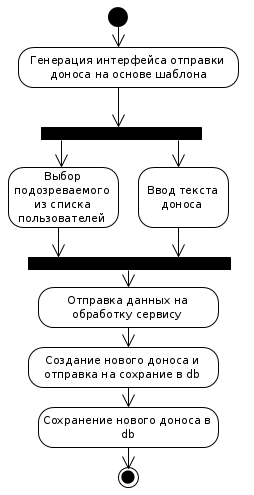 Генерация интерфейса отправки
доноса на основе шаблона
Выбор
подозреваемого
из списка
пользователей
Ввод текста
доноса
Отправка данных на
обработку сервису
Создание нового доноса и
отправка на сохрание в db
Сохранение нового доноса в
db